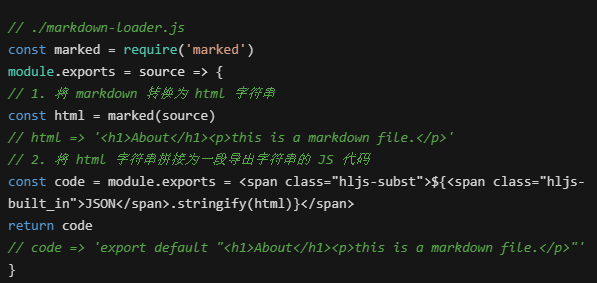 // ./markdown-loader.js
const marked = require('marked')
module.exports = source => {
// 1. 将 markdown 转换为 html 字符串
const html = marked(source)
// html => '<h1>About</h1><p>this is a markdown file.</p>'
// 2. 将 html 字符串拼接为一段导出字符串的 JS 代码
const code = module.exports = <span class="hljs-subst">${<span class="hljs-
built_in">JSON</span>.stringify(html)}</span>
return code
// code => 'export default "<h1>About</h1><p>this is a markdown file.</p>"'
}